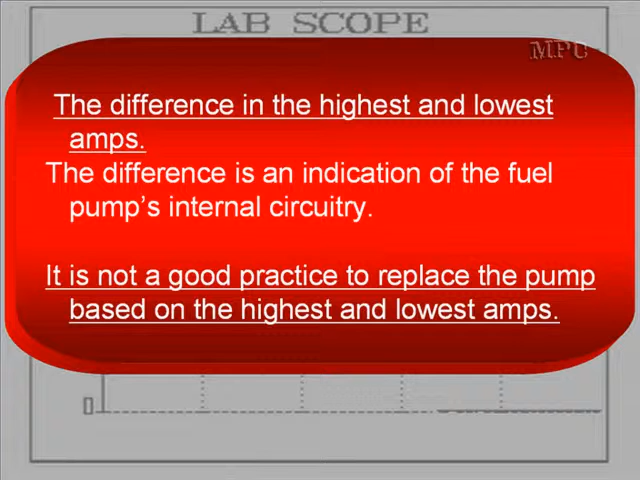 LAB SCOPE
MPC
The difference in the highest and lowest
amps.
The difference is an indication of the fuel
pump's internal circuitry.
It is not a good practice to replace the pump
based on the highest and lowest amps.
0